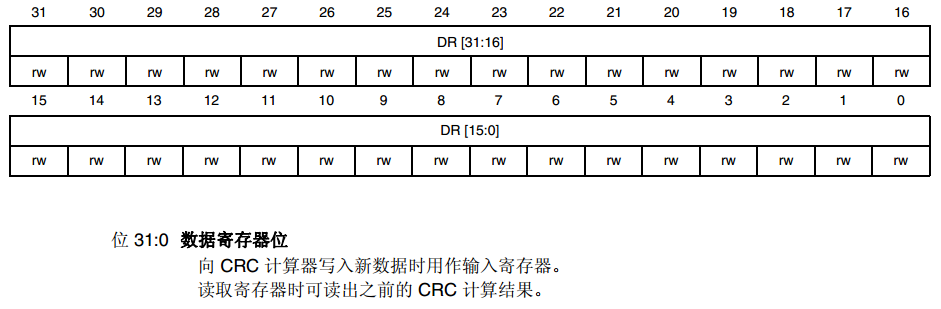 31 30 29 28 27 26 25 24 23 22 21 20 19 18 17 16
DR [31:16]
rw rw rw rw rw rw rw rw rw rw rw rw rw rw rw rw
15 14 13 12 11 10 9 8 7 6 5 4 3 2 1 0
DR [15:0]
rw rw rw rw rw rw rw rw rw rw rw rw rw rw rw rw
位 31:0 数据寄存器位
向 CRC 计算器写入新数据时用作输入寄存器。
读取寄存器时可读出之前的 CRC 计算结果。